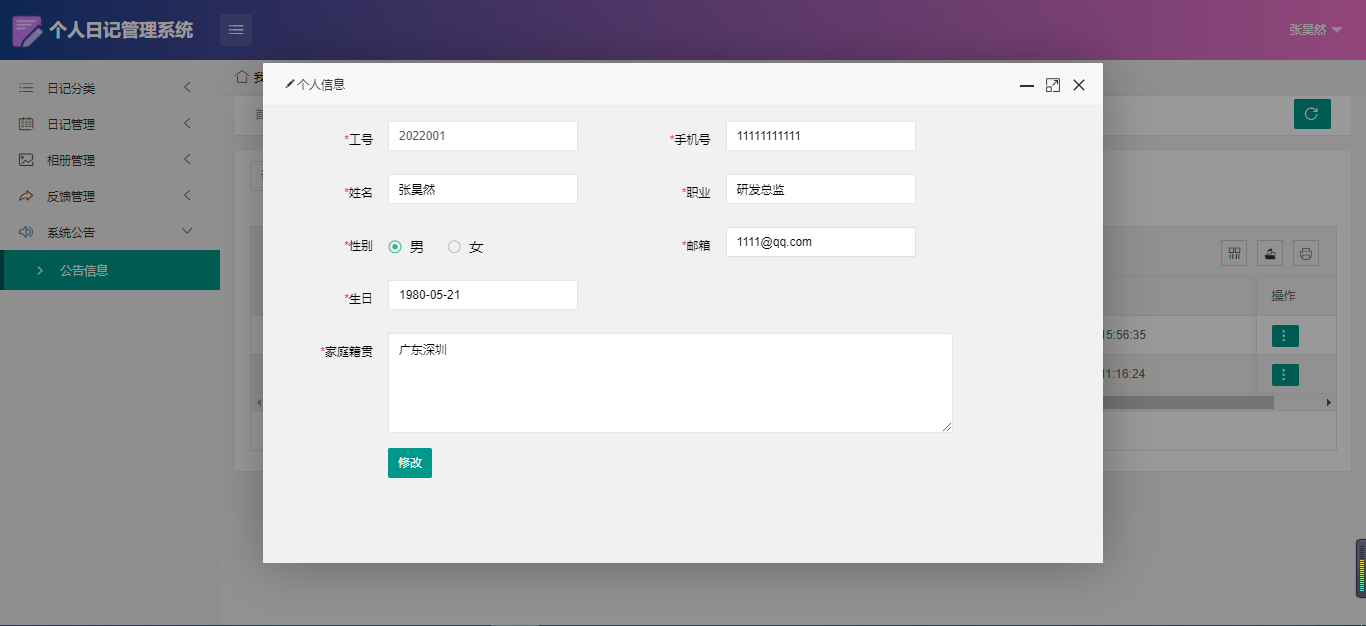 个人日记管理系统
张昊然
日记分类
日记管理
相册管理
反馈管理
系统公告
公告信息
个人信息
*工号 2022001 *手机号 11111111111
*姓名 张昊然 *职业 研发总监
*性别 男 女 *邮箱 1111@qq.com
*生日 1980-05-21
*家庭籍贯 广东深圳
修改
操作
15:56:35
11:16:24